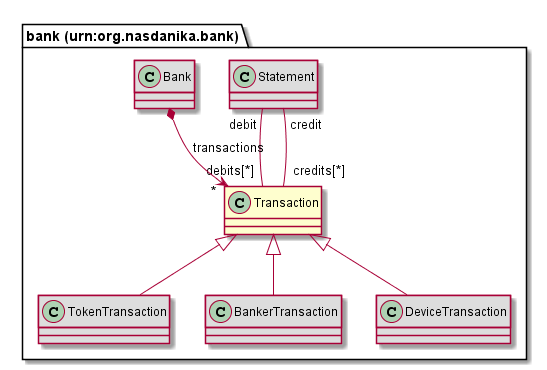 bank (urn:org.nasdanika.bank)
C Bank
C Statement
debit
credit
transactions
debits[*]
credits[*]
*
C Transaction
C TokenTransaction
C BankerTransaction
C DeviceTransaction